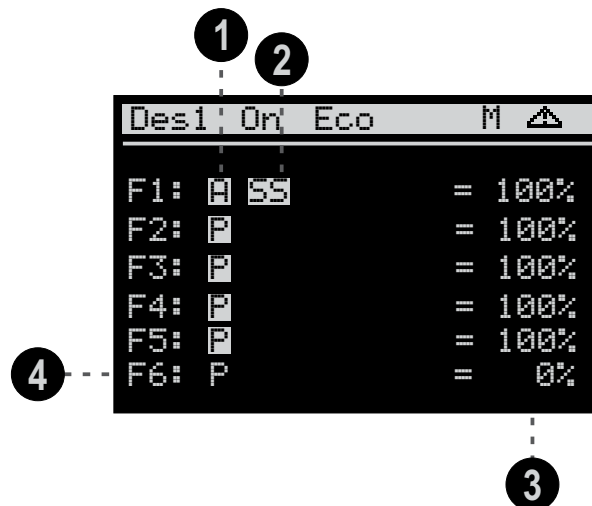 1
2
Des1 On Eco M
F1: A SS = 100%
F2: P = 100%
F3: P = 100%
F4: P = 100%
F5: P = 100%
4
F6: P = 0%
3